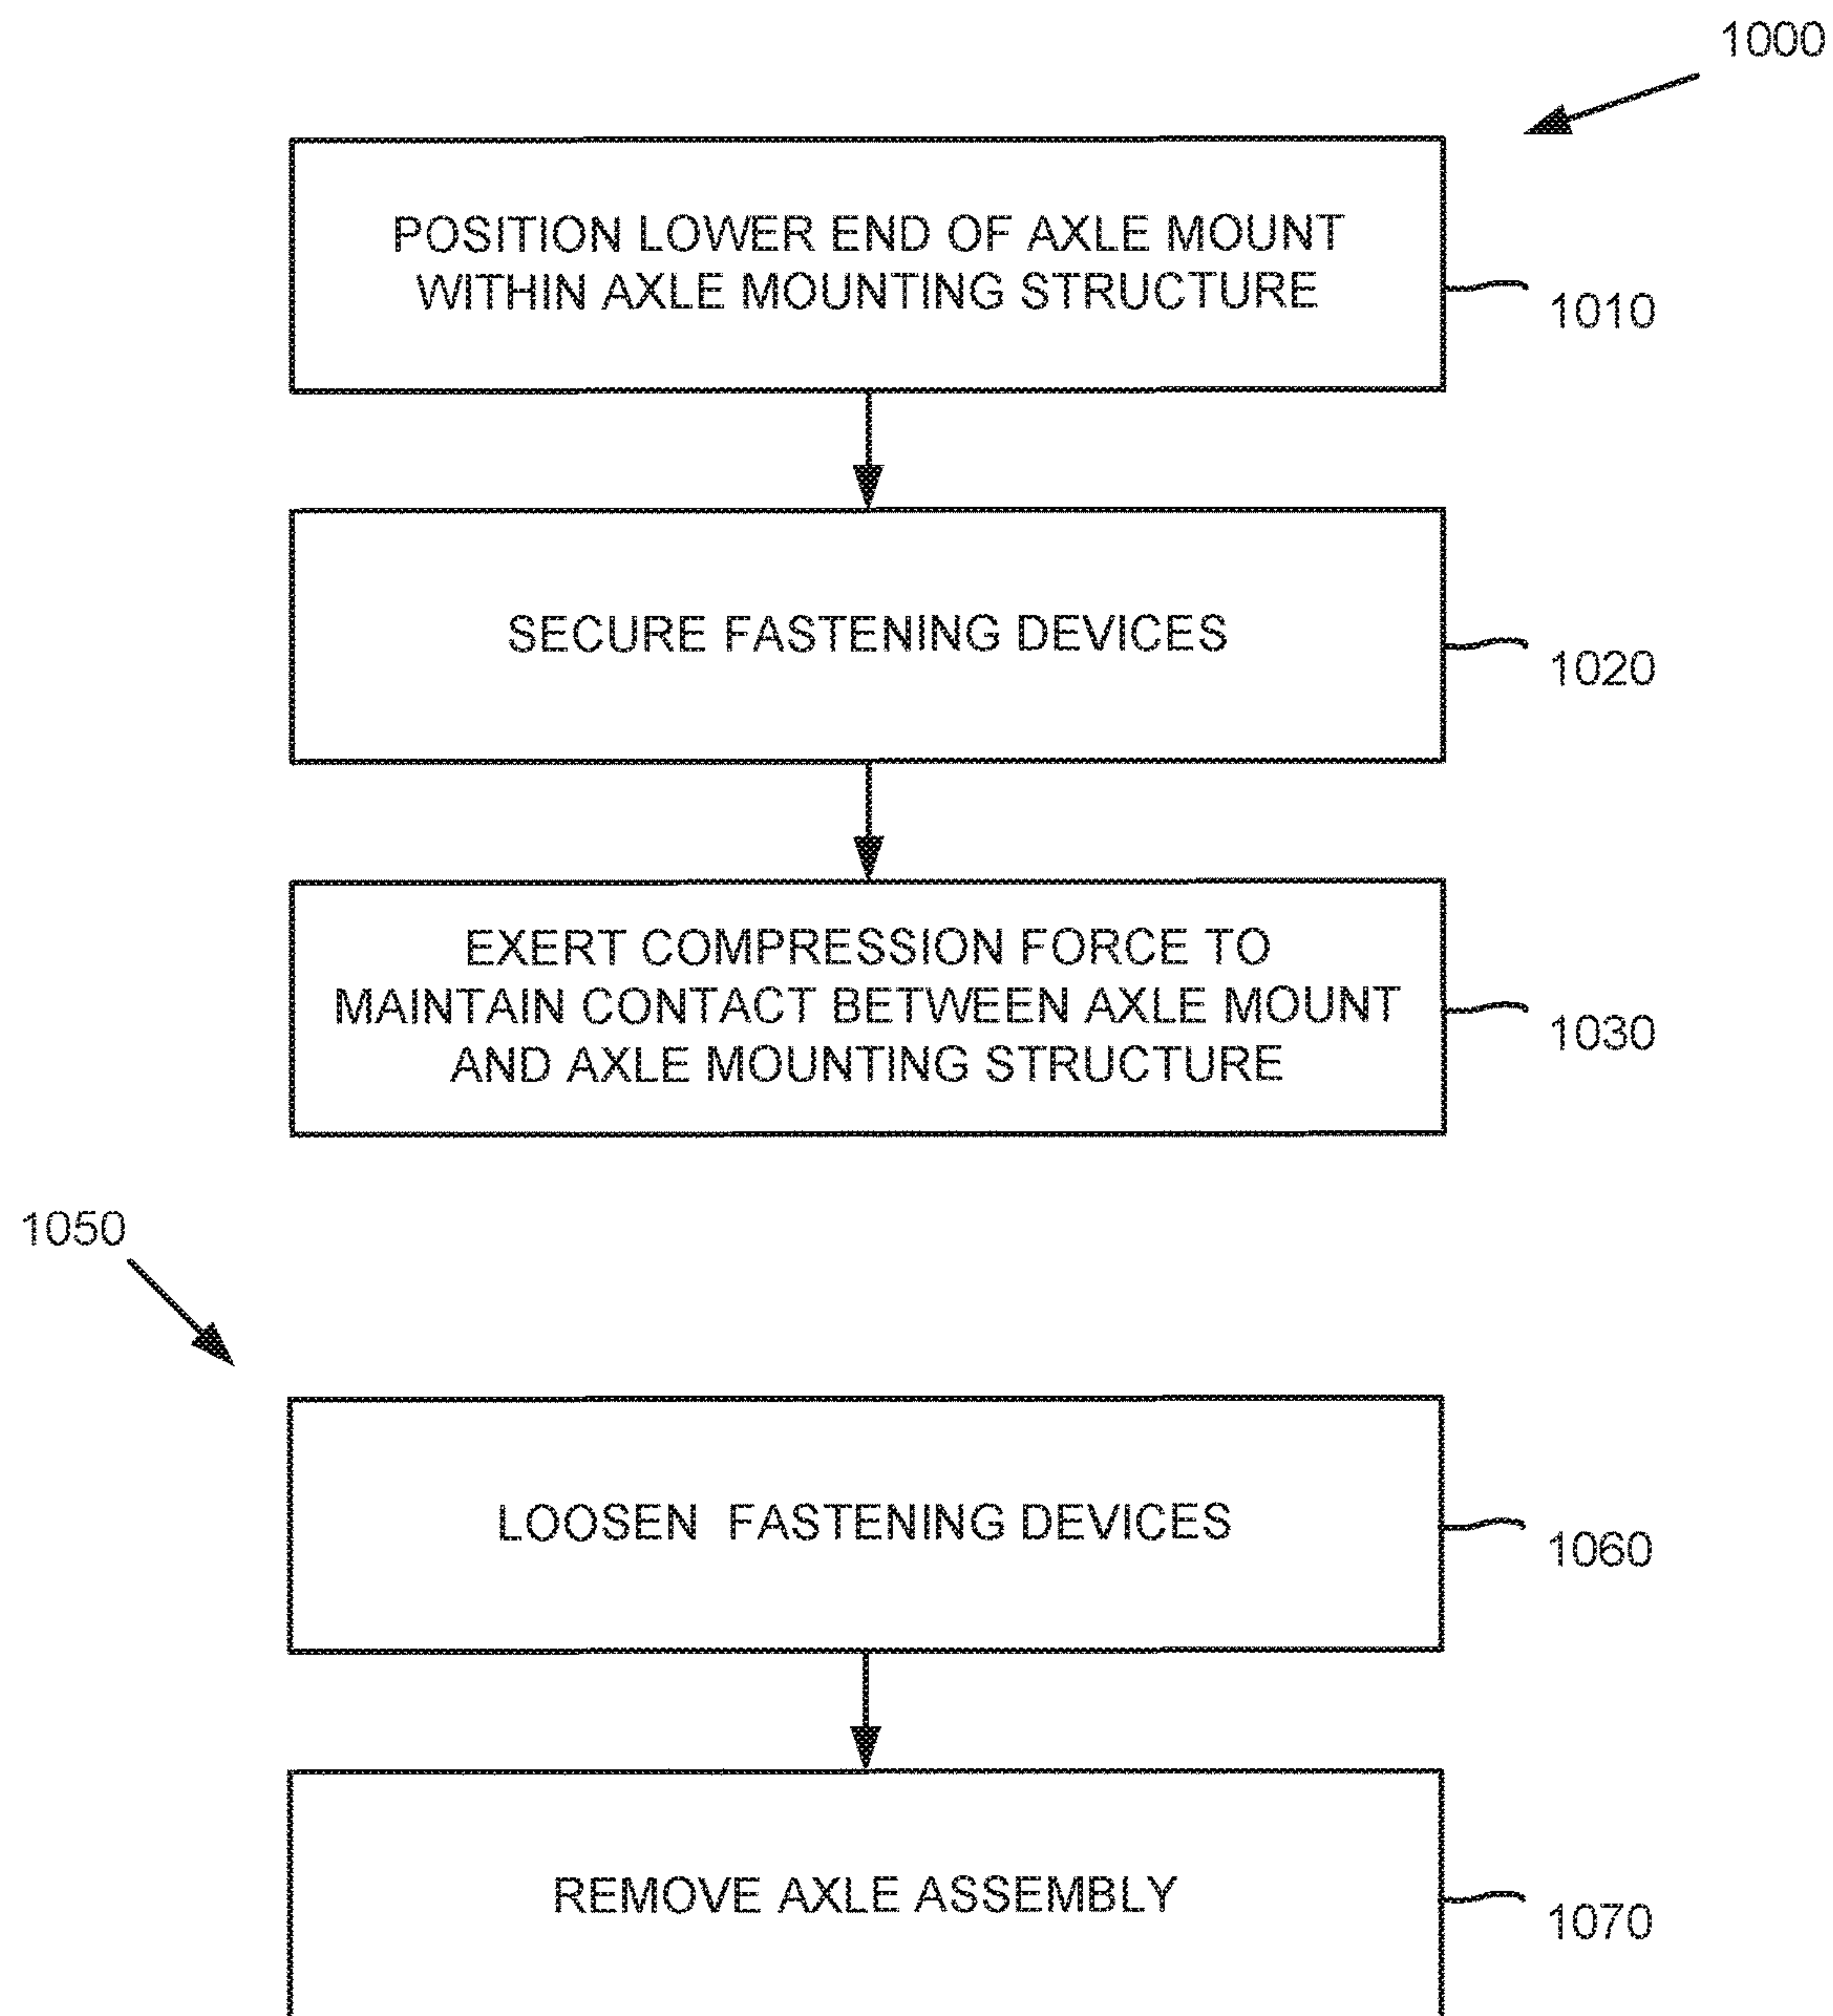 1000
POSITION LOWER END OF AXLE MOUNT
WITHIN AXLE MOUNTING STRUCTURE
1010
SECURE FASTENING DEVICES
1020
EXERT COMPRESSION FORCE TO
MAINTAIN CONTACT BETWEEN AXLE MOUNT
AND AXLE MOUNTING STRUCTURE
1030
1050
LOOSEN FASTENING DEVICES
1060
REMOVE AXLE ASSEMBLY
1070